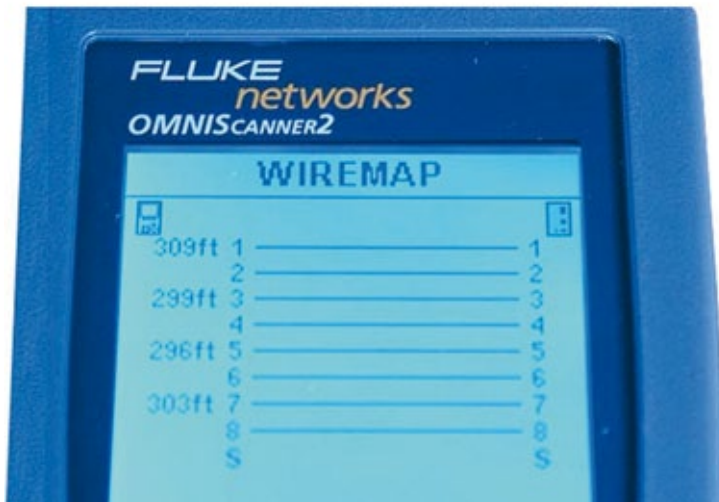 FLUKE
networks
OMNISCANNER2
WIREMAP
309ft 1 1
2 2
299ft 3 3
4 4
296ft 5 5
6 6
303ft 7 7
8 8
S S